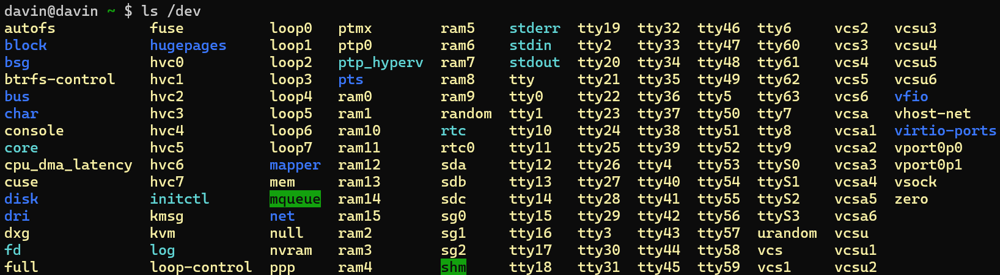 davin@davin ~ $ ls /dev
autofs           fuse          loop0   ptmx        ram5    stderr  tty19  tty32  tty46  tty6     vcs2   vcsu3
block            hugepages     loop1   ptp0        ram6    stdin   tty2   tty33  tty47  tty60    vcs3   vcsu4
bsg              hvc0          loop2   ptp_hyperv  ram7    stdout  tty20  tty34  tty48  tty61    vcs4   vcsu5
btrfs-control    hvc1          loop3   pts         ram8    tty     tty21  tty35  tty49  tty62    vcs5   vcsu6
bus              hvc2          loop4   ram0        ram9    tty0    tty22  tty36  tty5   tty63    vcs6   vfio
char             hvc3          loop5   ram1        random  tty1    tty23  tty37  tty50  tty7     vcsa   vhost-net
console          hvc4          loop6   ram10       rtc     tty10   tty24  tty38  tty51  tty8     vcsa1  virtio-ports
core             hvc5          loop7   ram11       rtc0    tty11   tty25  tty39  tty52  tty9     vcsa2  vport0p0
cpu_dma_latency  hvc6          mapper  ram12       sda     tty12   tty26  tty4   tty53  ttyS0    vcsa3  vport0p1
cuse             hvc7          mem     ram13       sdb     tty13   tty27  tty40  tty54  ttyS1    vcsa4  vsock
disk             initctl       mqueue  ram14       sdc     tty14   tty28  tty41  tty55  ttyS2    vcsa5  zero
dri              kmsg          net     ram15       sg0     tty15   tty29  tty42  tty56  ttyS3    vcsa6
dxg              kvm           null    ram2        sg1     tty16   tty3   tty43  tty57  urandom  vcsu
fd               log           nvram   ram3        sg2     tty17   tty30  tty44  tty58  vcs      vcsu1
full             loop-control  ppp     ram4        shm     tty18   tty31  tty45  tty59  vcs1     vcsu2